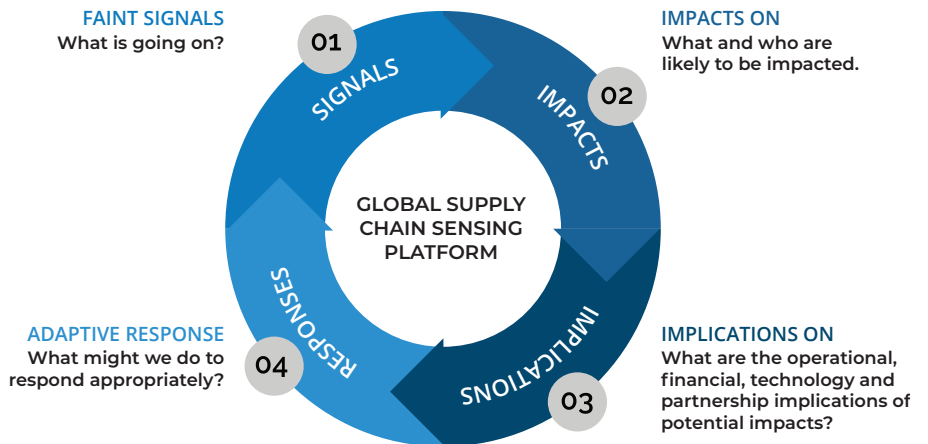 FAINT SIGNALS
What is going on?
01
SIGNALS
IMPACTS ON
What and who are
likely to be impacted.
02
IMPACTS
GLOBAL SUPPLY
CHAIN SENSING
PLATFORM
IMPLICATIONS ON
What are the operational,
financial, technology and
partnership implications of
potential impacts?
03
IMPLICATIONS
ADAPTIVE RESPONSE
What might we do to
respond appropriately?
04
RESPONSES